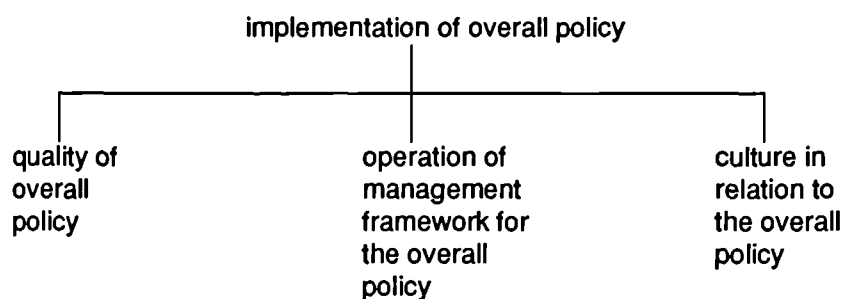 implementation of overall policy
quality of
overall
policy
operation of
management
framework for
the overall
policy
culture in
relation to
the overall
policy